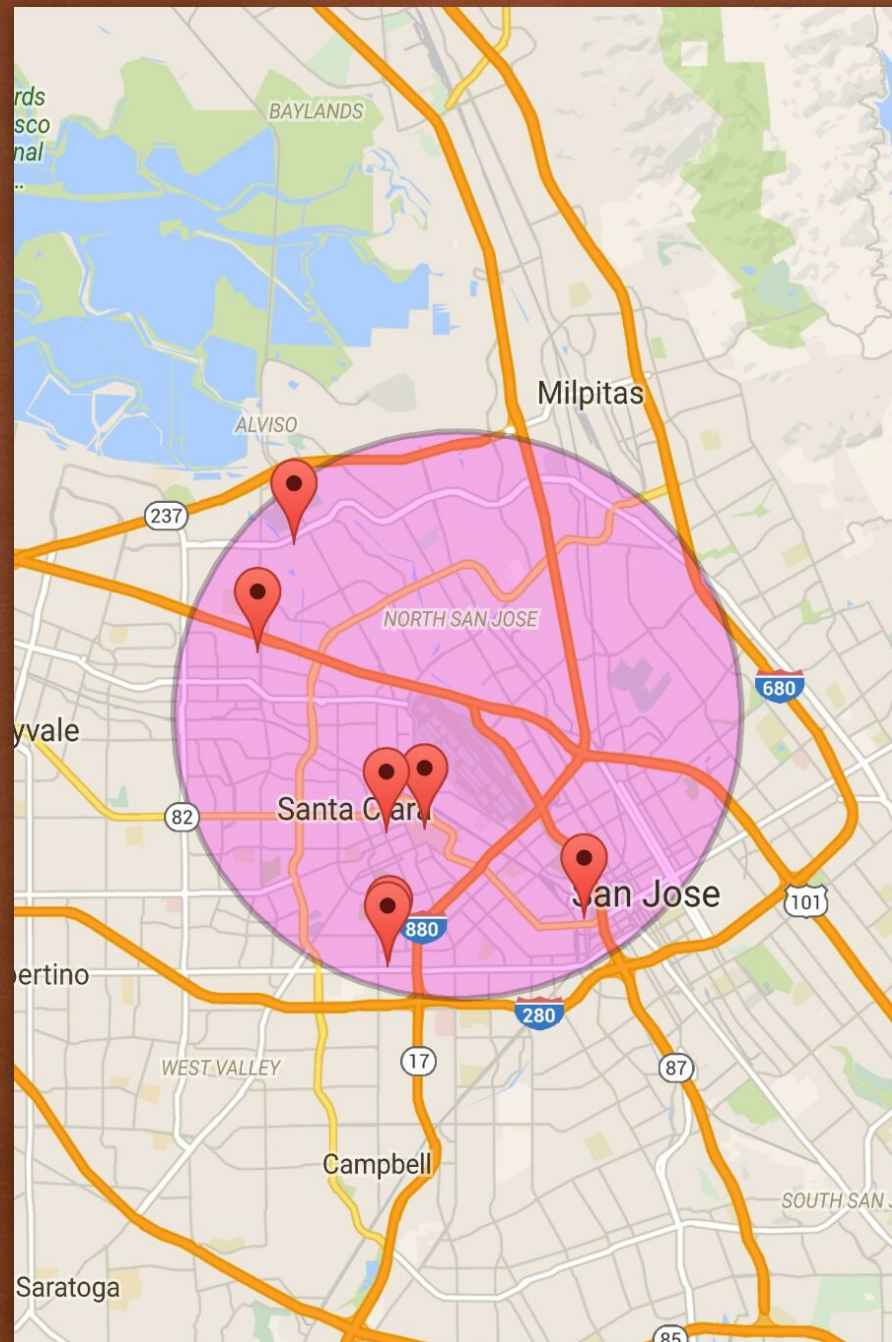 rds
sco
nal
..
BAYLANDS
Milpitas
ALVISO
237
NORTH SAN JOSE
680
yvale
Santa Clara
82
San Jose
101
880
ertino
280
WEST VALLEY
17
87
Campbell
SOUTH SAN J
Saratoga
85